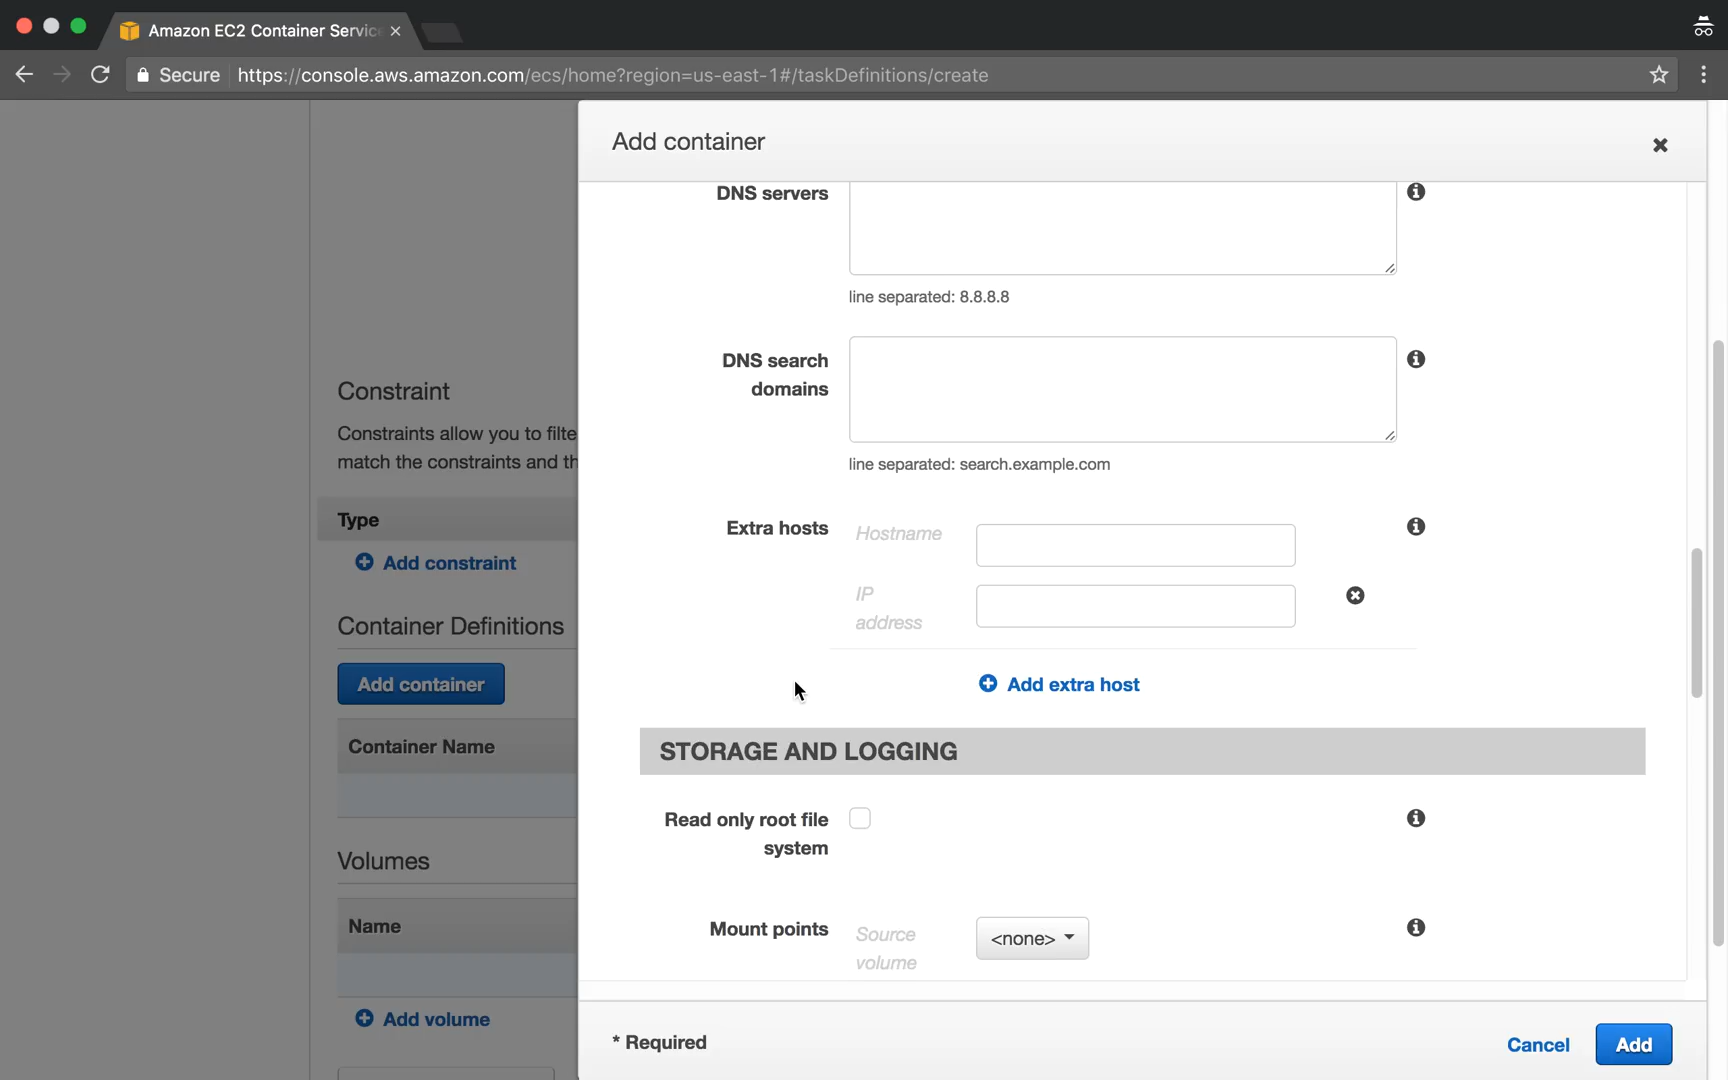 Amazon EC2 Container Servic
Secure
https://console.aws.amazon.com/ecs/home?region=us-east-1#/taskDefinitions/create
Add container
DNS servers
line separated: 8.8.8.8
DNS search
domains
line separated: search.example.com
Extra hosts
Hostname
IP
address
Add extra host
STORAGE AND LOGGING
Read only root file
system
Mount points
Source
volume
<none>
* Required
Cancel
Add
Constraint
Constraints allow you to filte
match the constraints and th
Type
Add constraint
Container Definitions
Add container
Container Name
Volumes
Name
Add volume